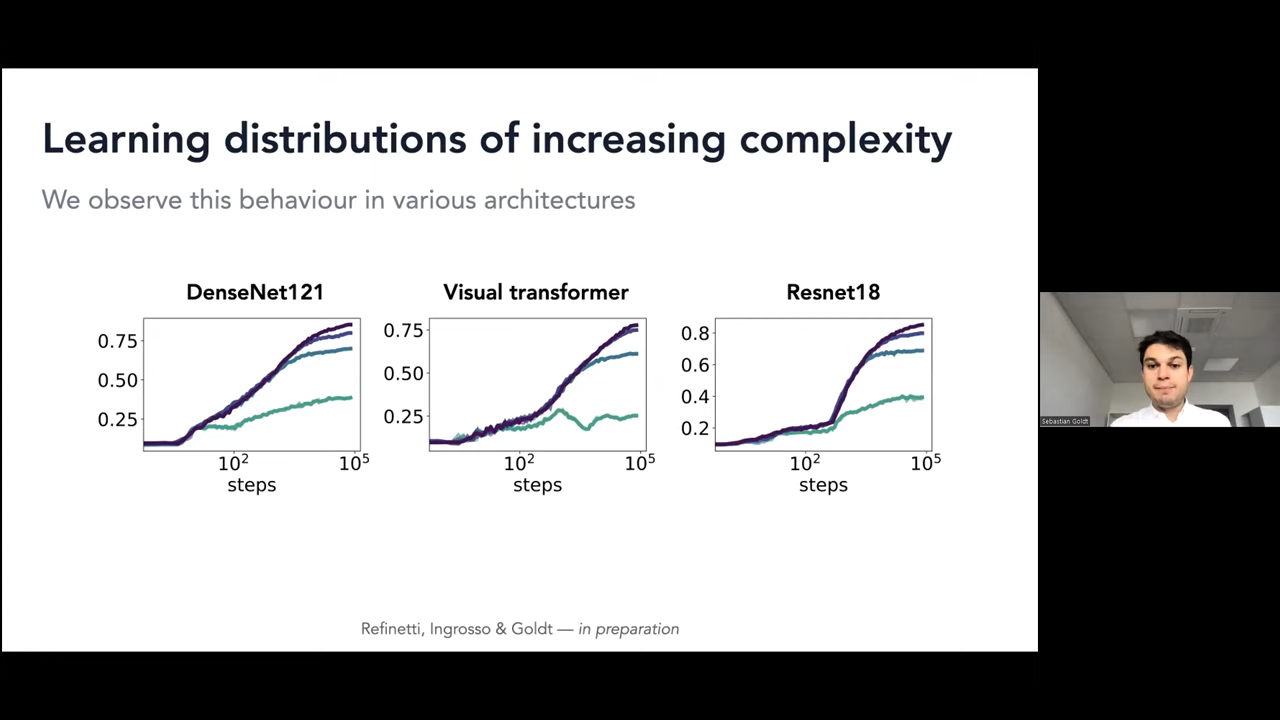 Learning distributions of increasing complexity
We observe this behaviour in various architectures
DenseNet121
0.75
0.50
0.25
10^2
10^5
steps
Visual transformer
0.75
0.50
0.25
10^2
10^5
steps
Resnet18
0.8
0.6
0.4
0.2
10^2
10^5
steps
Refinetti, Ingrosso & Goldt — in preparation
Sebastian Goldt